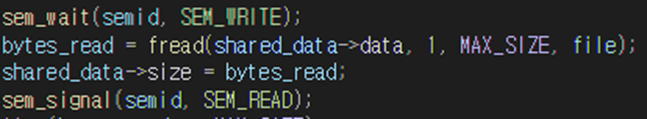 sem_wait(semid, SEM_WRITE);
bytes_read = fread(shared_data->data, 1, MAX_SIZE, file);
shared_data->size = bytes_read;
sem_signal(semid, SEM_READ);